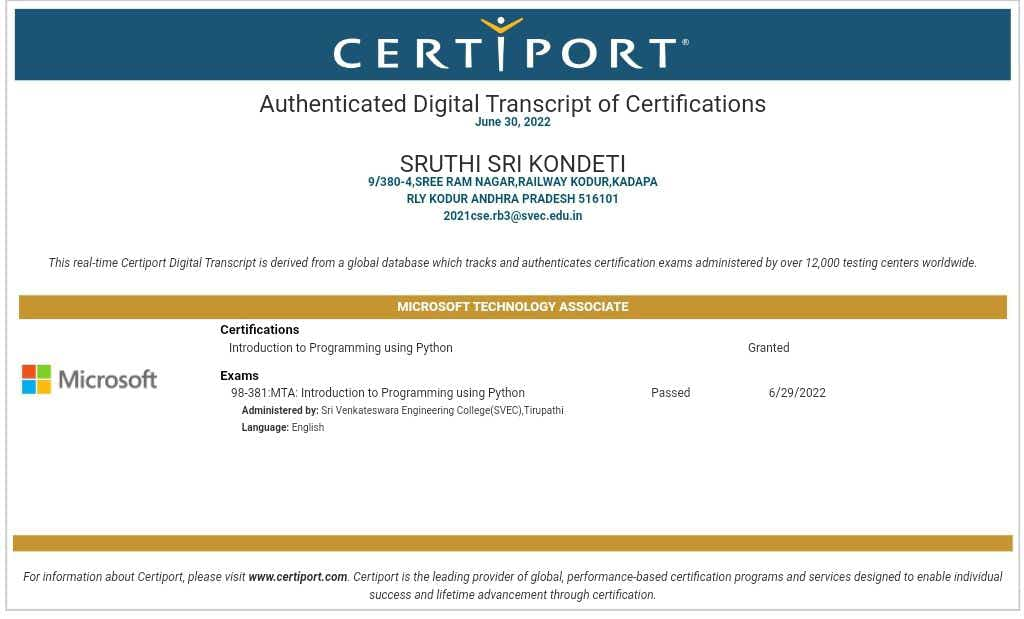 CERTIPORT®
Authenticated Digital Transcript of Certifications
June 30, 2022
SRUTHI SRI KONDETI
9/380-4,SREE RAM NAGAR,RAILWAY KODUR,KADAPA
RLY KODUR ANDHRA PRADESH 516101
2021cse.rb3@svec.edu.in
This real-time Certiport Digital Transcript is derived from a global database which tracks and authenticates certification exams administered by over 12,000 testing centers worldwide.
MICROSOFT TECHNOLOGY ASSOCIATE
Certifications
Introduction to Programming using Python Granted
Microsoft
Exams
98-381:MTA: Introduction to Programming using Python Passed 6/29/2022
Administered by: Sri Venkateswara Engineering College(SVEC),Tirupathi
Language: English
For information about Certiport, please visit www.certiport.com. Certiport is the leading provider of global, performance-based certification programs and services designed to enable individual
success and lifetime advancement through certification.